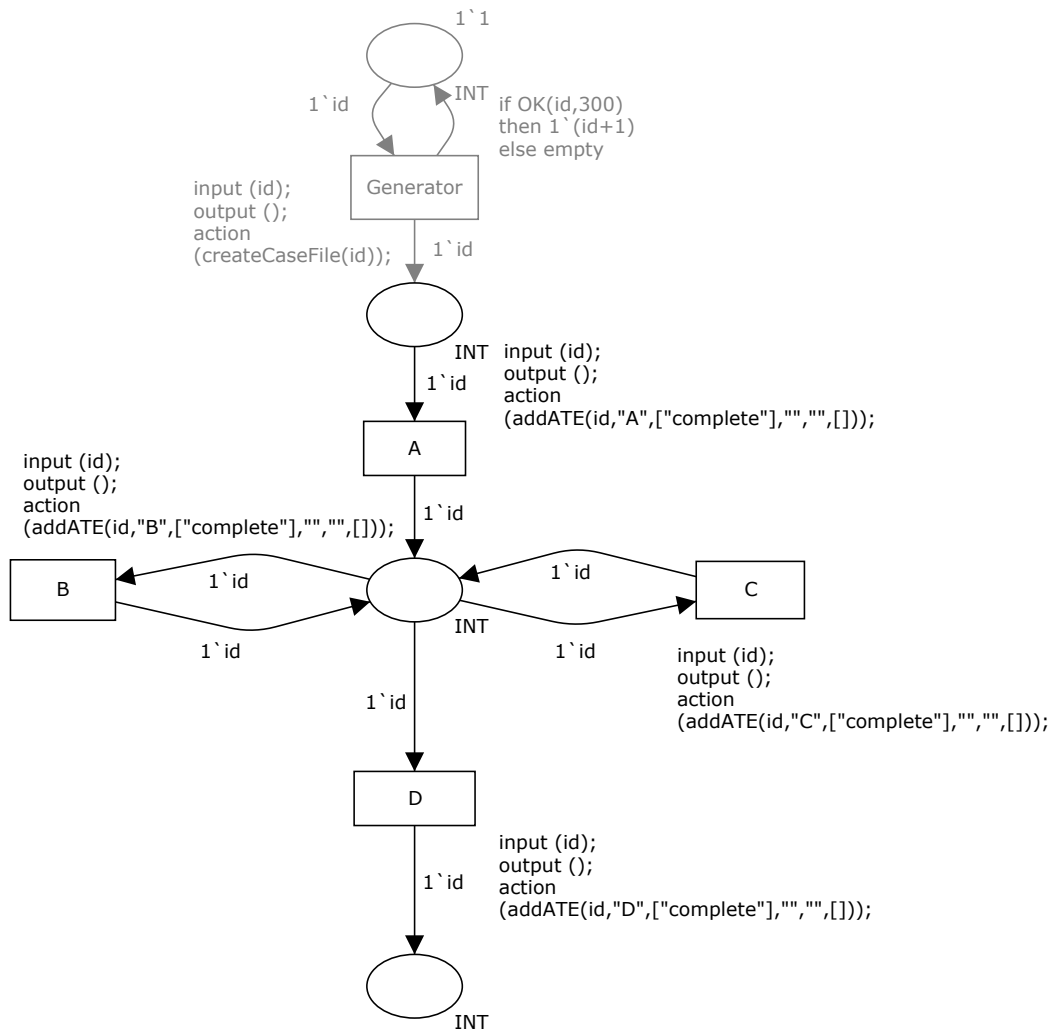 1`1
1`id
INT
if OK(id,300)
then 1`(id+1)
else empty
Generator
input (id);
output ();
action
(createCaseFile(id));
1`id
INT
input (id);
output ();
action
(addATE(id,"A",["complete"],"","",[]));
1`id
A
input (id);
output ();
action
(addATE(id,"B",["complete"],"","",[]));
1`id
B
1`id
1`id
INT
1`id
1`id
C
input (id);
output ();
action
(addATE(id,"C",["complete"],"","",[]));
1`id
D
input (id);
output ();
action
(addATE(id,"D",["complete"],"","",[]));
1`id
INT